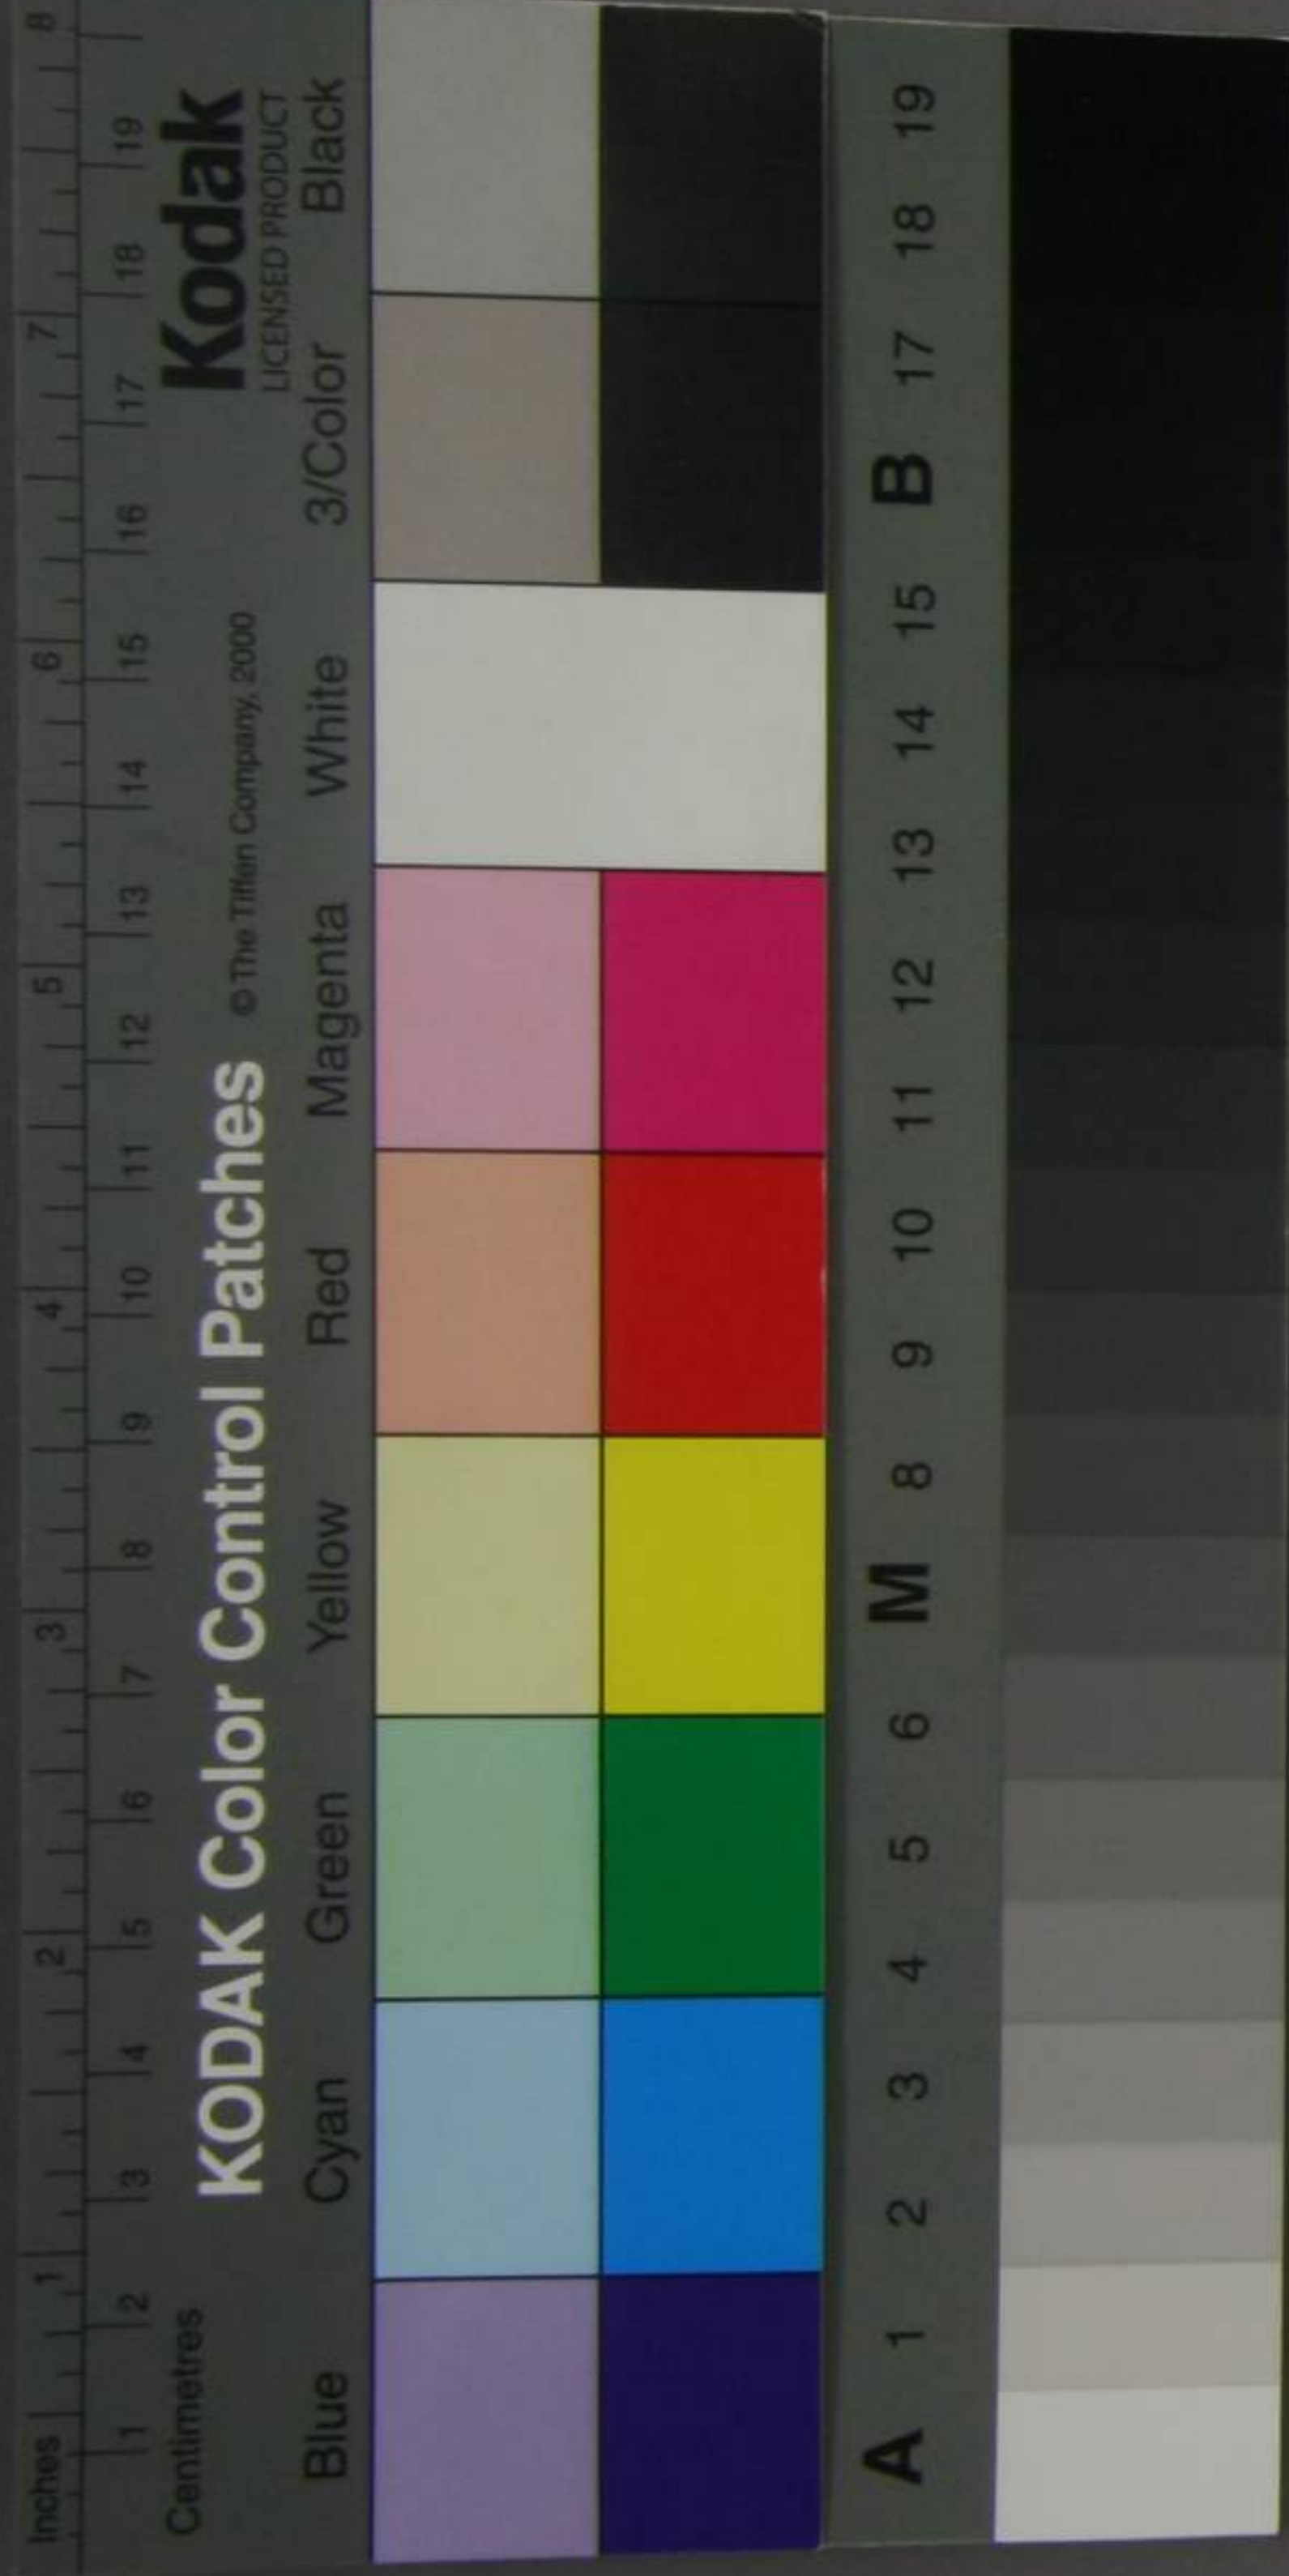 Inches 1 2 3 4 5 6 7 8
Centimetres 1 2 3 4 5 6 7 8 9 10 11 12 13 14 15 16 17 18 19
KODAK Color Control Patches © The Tiffen Company, 2000 Kodak
LICENSED PRODUCT
Blue Cyan Green Yellow Red Magenta White 3/Color Black
A 1 2 3 4 5 6 M 8 9 10 11 12 13 14 15 B 17 18 19